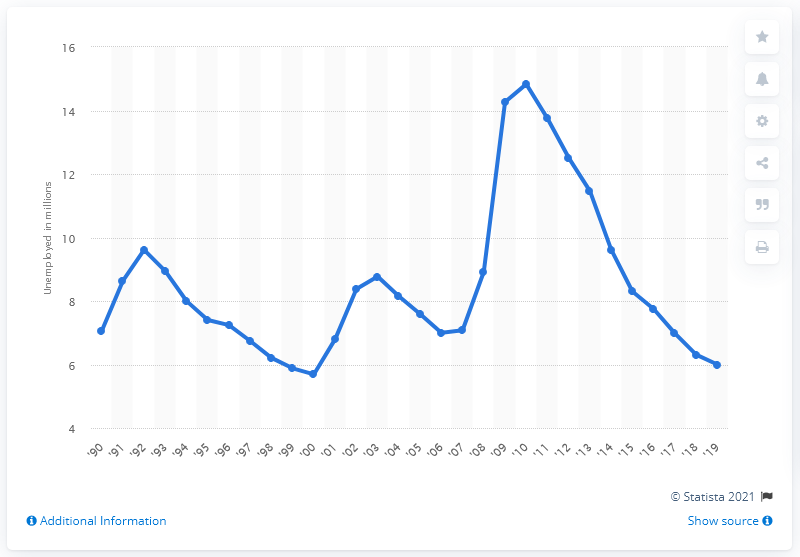 16
14
12
10
8
6
4
Unemployed in millions
'90 '91 '92 '93 '94 '95 '96 '97 '98 '99 '00 '01 '02 '03 '04 '05 '06 '07 '08 '09 '10 '11 '12 '13 '14 '15 '16 '17 '18 '19
© Statista 2021
Additional Information
Show source